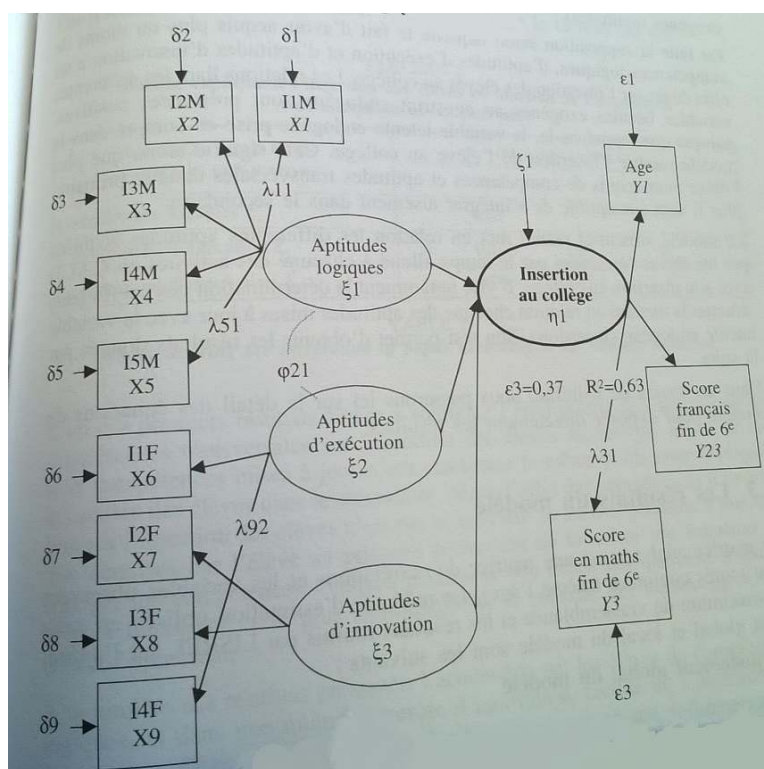 δ2
δ1
I2M
X2
I1M
X1
ε1
Age
Y1
ζ1
δ3
I3M
X3
λ11
Aptitudes
logiques
ξ1
Insertion
au collège
η1
δ4
I4M
X4
λ51
δ5
I5M
X5
φ21
ε3=0,37
R²=0,63
Score
français
fin de 6e
Y23
Aptitudes
d'exécution
ξ2
δ6
I1F
X6
λ31
λ92
δ7
I2F
X7
Score
en maths
fin de 6e
Y3
Aptitudes
d'innovation
ξ3
δ8
I3F
X8
ε3
δ9
I4F
X9